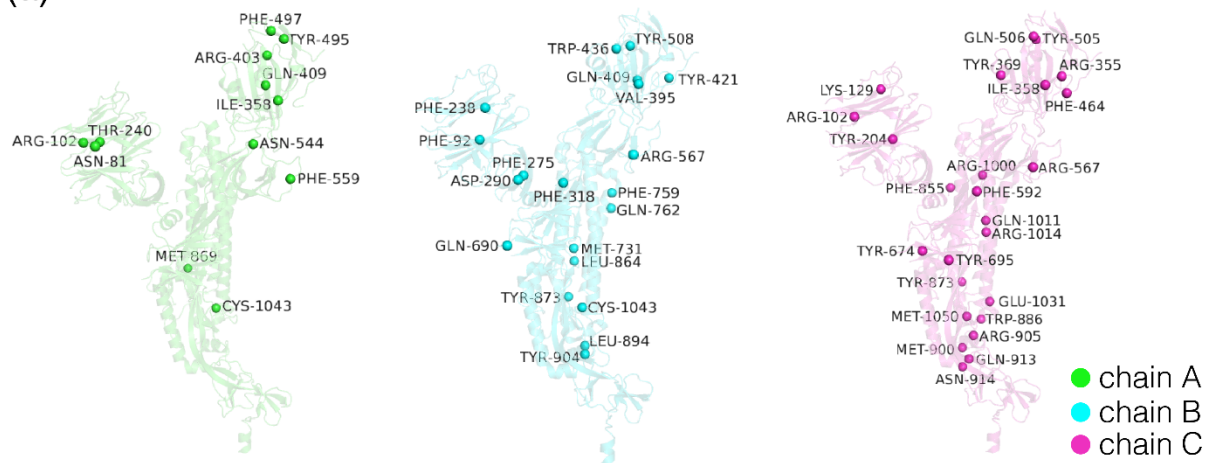 PHE-497
TYR-495
ARG-403
GLN-409
ILE-358
THR-240
ARG-102
ASN-81
ASN-544
PHE-559
MET-869
CYS-1043
TYR-508
TRP-436
GLN-409
TYR-421
VAL-395
PHE-238
PHE-92
PHE-275
ARG-567
ASP-290
PHE-318
PHE-759
GLN-762
GLN-690
MET-731
LEU-864
TYR-873
CYS-1043
LEU-894
TYR-904
GLN-506
TYR-505
TYR-369
ARG-355
LYS-129
ILE-358
PHE-464
ARG-102
TYR-204
ARG-1000
ARG-567
PHE-855
PHE-592
GLN-1011
ARG-1014
TYR-674
TYR-695
TYR-873
GLU-1031
MET-1050
TRP-886
ARG-905
MET-900
GLN-913
ASN-914
chain A
chain B
chain C